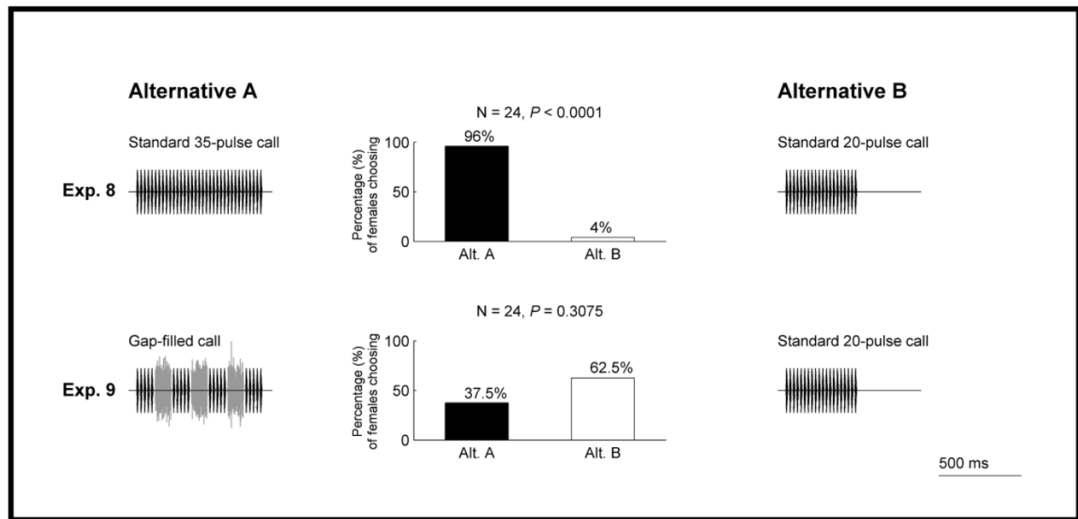 Alternative A
Alternative B
N = 24, P < 0.0001
Standard 35-pulse call
Standard 20-pulse call
Exp. 8
Percentage (%)
of females choosing
100
50
0
96%
4%
Alt. A
Alt. B
N = 24, P = 0.3075
Gap-filled call
Standard 20-pulse call
Exp. 9
Percentage (%)
of females choosing
100
50
0
37.5%
62.5%
Alt. A
Alt. B
500 ms